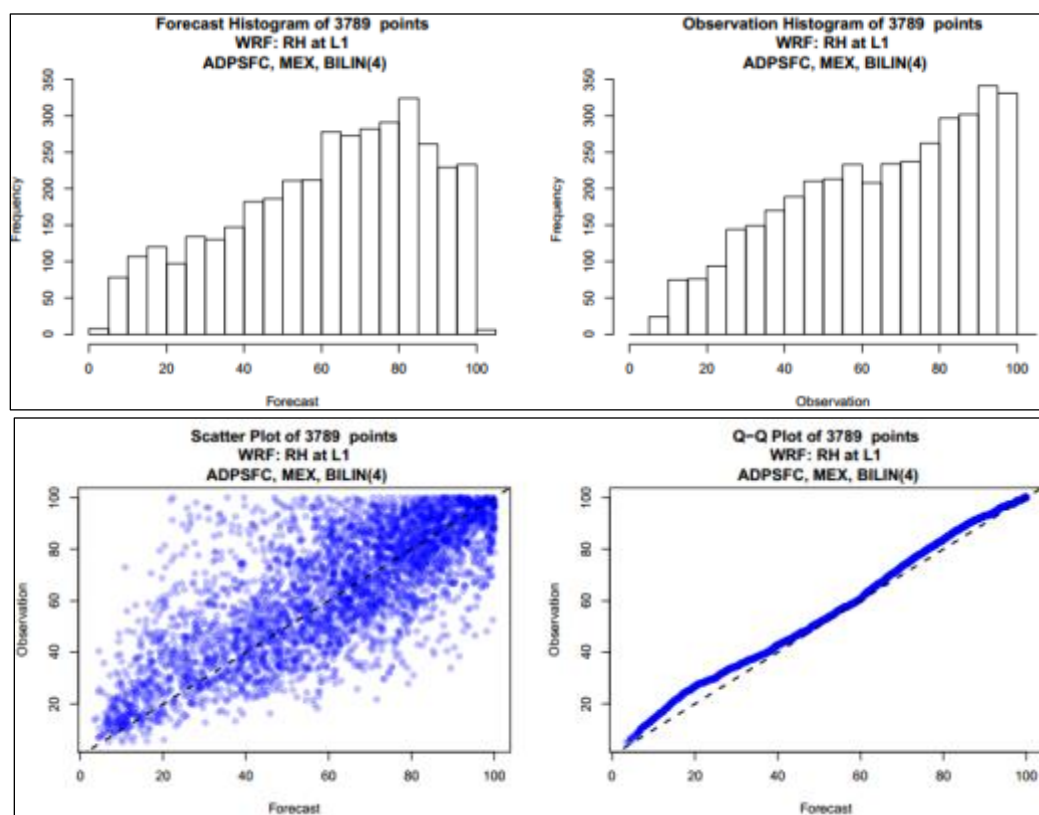 Forecast Histogram of 3789 points
WRF: RH at L1
ADPSFC, MEX, BILIN(4)
Frequency
0 50 100 150 200 250 300 350
0 20 40 60 80 100
Forecast
Observation Histogram of 3789 points
WRF: RH at L1
ADPSFC, MEX, BILIN(4)
Frequency
0 50 100 150 200 250 300 350
0 20 40 60 80 100
Observation
Scatter Plot of 3789 points
WRF: RH at L1
ADPSFC, MEX, BILIN(4)
Observation
20 40 60 80 100
0 20 40 60 80 100
Forecast
Q−Q Plot of 3789 points
WRF: RH at L1
ADPSFC, MEX, BILIN(4)
Observation
20 40 60 80 100
0 20 40 60 80 100
Forecast